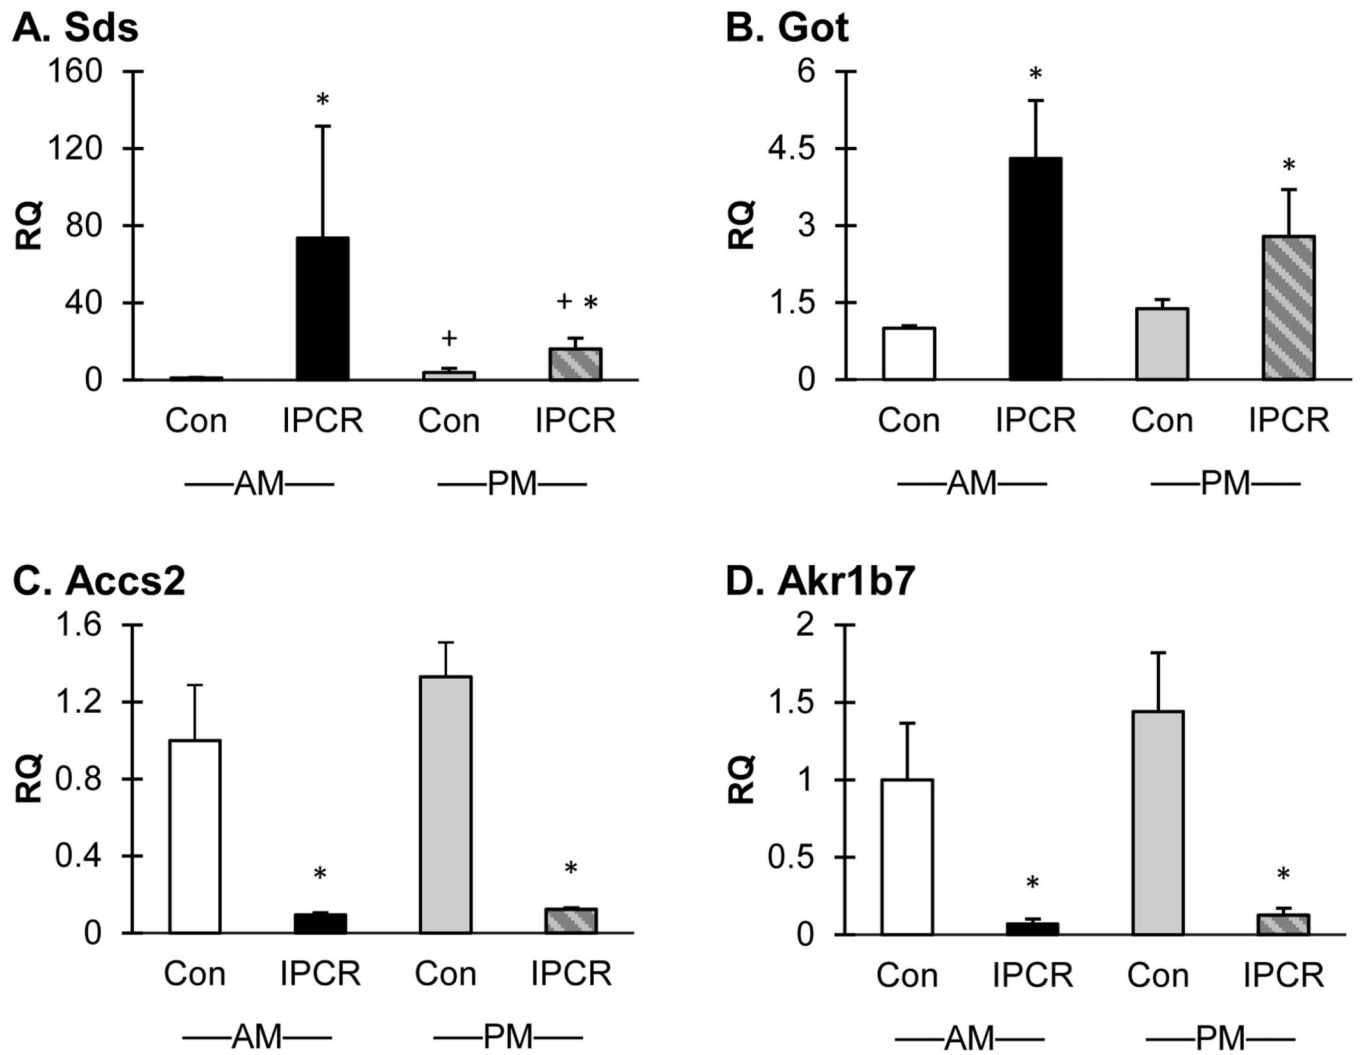 A. Sds
160
120
80
40
0
RQ
*
+
+ *
Con IPCR Con IPCR
AM PM
B. Got
6
4.5
3
1.5
0
RQ
*
*
Con IPCR Con IPCR
AM PM
C. Accs2
1.6
1.2
0.8
0.4
0
RQ
*
*
Con IPCR Con IPCR
AM PM
D. Akr1b7
2
1.5
1
0.5
0
RQ
*
*
Con IPCR Con IPCR
AM PM